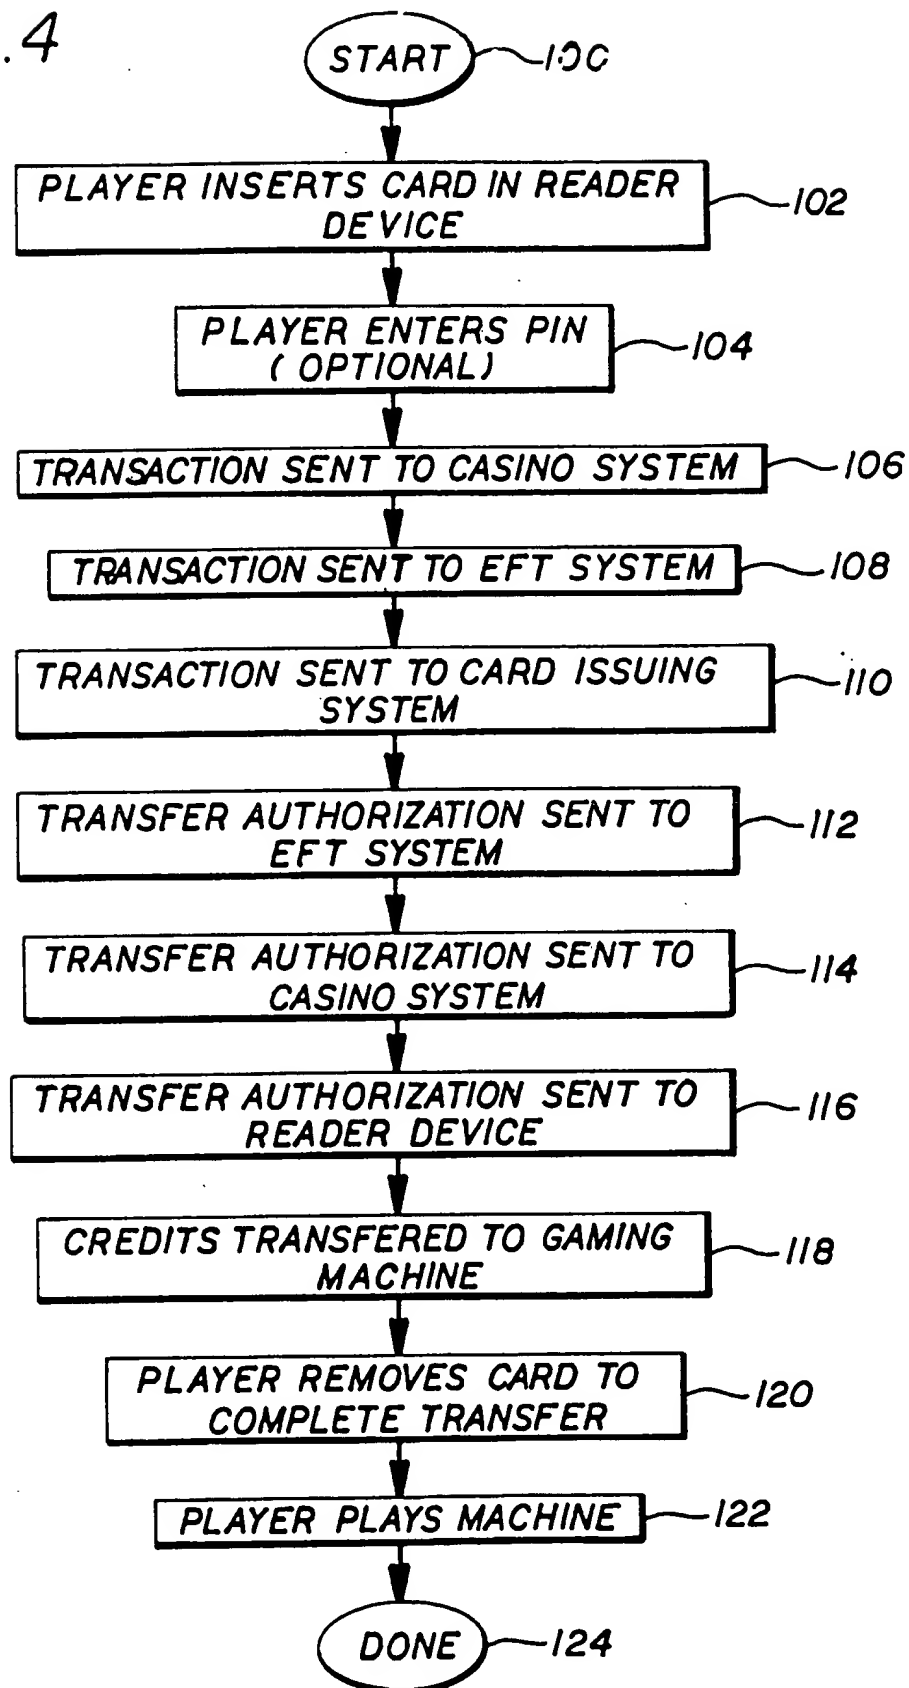 .4
START 100
PLAYER INSERTS CARD IN READER
DEVICE
102
PLAYER ENTERS PIN
(OPTIONAL)
104
TRANSACTION SENT TO CASINO SYSTEM 106
TRANSACTION SENT TO EFT SYSTEM 108
TRANSACTION SENT TO CARD ISSUING
SYSTEM
110
TRANSFER AUTHORIZATION SENT TO
EFT SYSTEM
112
TRANSFER AUTHORIZATION SENT TO
CASINO SYSTEM
114
TRANSFER AUTHORIZATION SENT TO
READER DEVICE
116
CREDITS TRANSFERED TO GAMING
MACHINE
118
PLAYER REMOVES CARD TO
COMPLETE TRANSFER
120
PLAYER PLAYS MACHINE 122
DONE 124